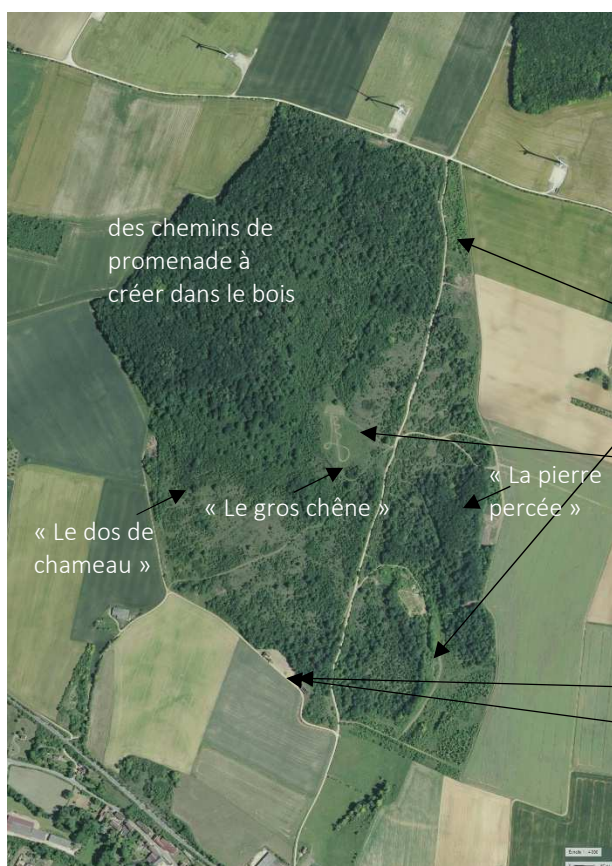 des chemins de
promenade à
créer dans le bois
« La pierre
percée »
« Le gros chêne »
« Le dos de
chameau »